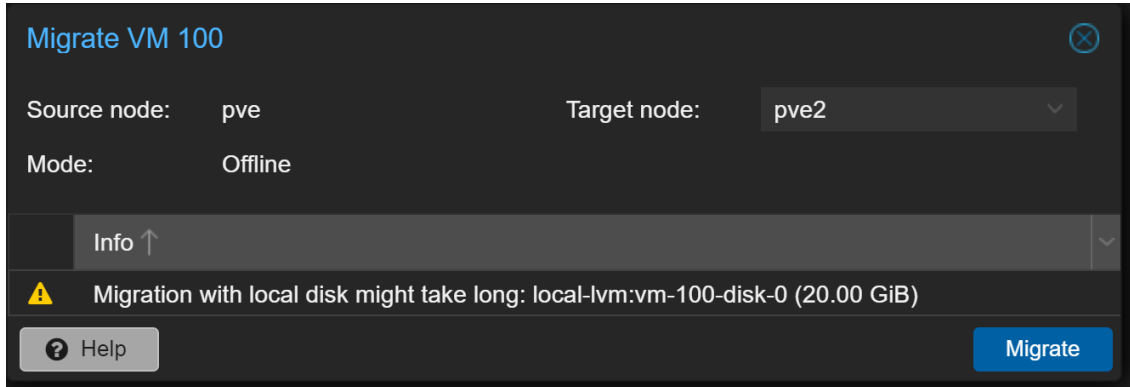 Migrate VM 100
Source node: pve Target node: pve2
Mode: Offline
Info
Migration with local disk might take long: local-lvm:vm-100-disk-0 (20.00 GiB)
Help Migrate